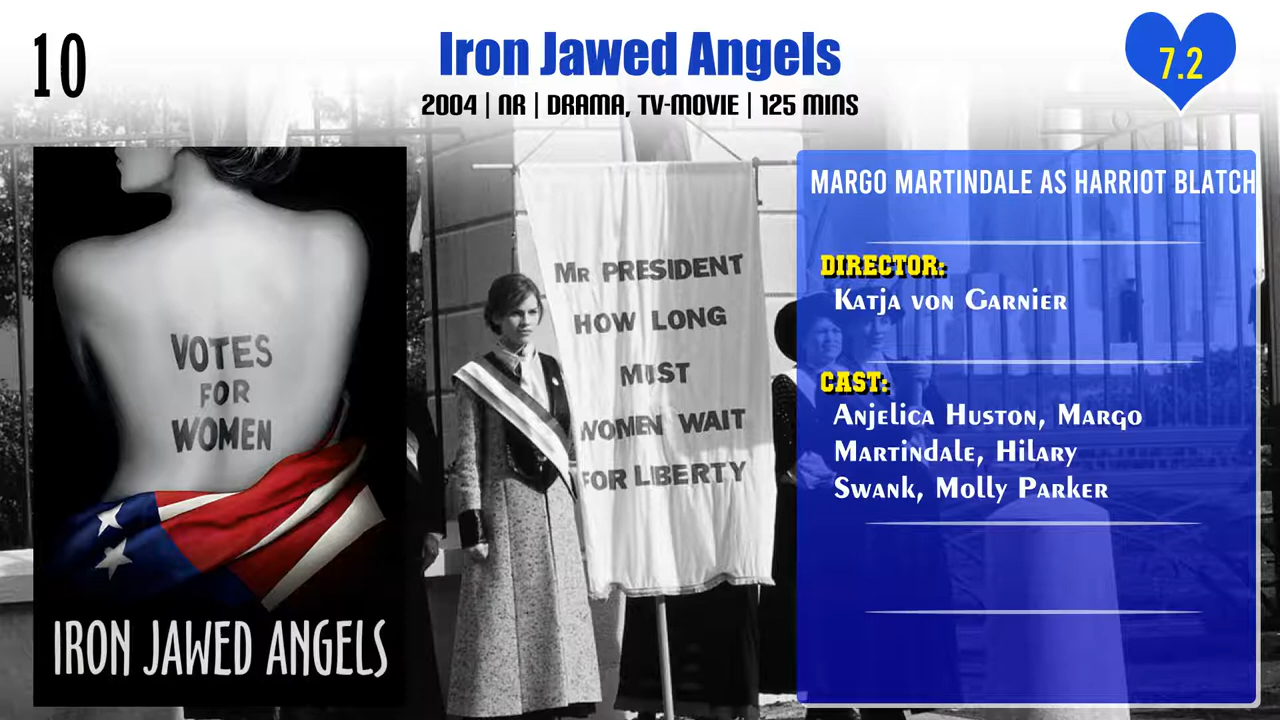 10
Iron Jawed Angels
2004 | NR | DRAMA, TV-MOVIE | 125 MINS
7.2
VOTES
FOR
WOMEN
IRON JAWED ANGELS
MR PRESIDENT
HOW LONG
MUST
WOMEN WAIT
FOR LIBERTY
MARGO MARTINDALE AS HARRIOT BLATCH
DIRECTOR:
Katja von Garnier
CAST:
Anjelica Huston, Margo
Martindale, Hilary
Swank, Molly Parker